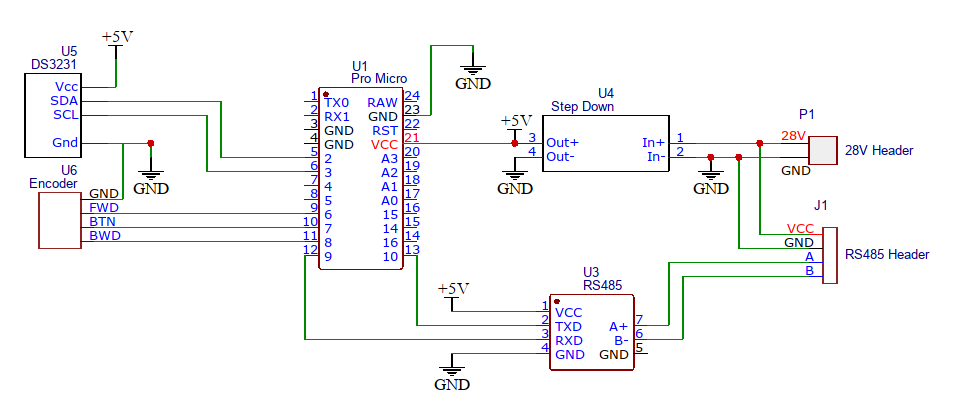 +5V
U5
DS3231
Vcc
SDA
SCL
Gnd
GND
U6
Encoder
GND
FWD
BTN
BWD
U1
Pro Micro
1 TX0 RAW 24
2 RX1 GND 23
3 GND RST 22
4 GND VCC 21
5 2 A3 20
6 3 A2 19
7 4 A1 18
8 5 A0 17
9 6 15 16
10 7 14 15
11 8 16 14
12 9 10 13
GND
U4
Step Down
+5V
3 Out+ In+ 1
4 Out- In- 2
GND
GND
P1
28V
GND
28V Header
J1
VCC
GND
A
B
RS485 Header
U3
RS485
+5V
1 VCC
2 TXD A+ 7
3 RXD B- 6
4 GND GND 5
GND